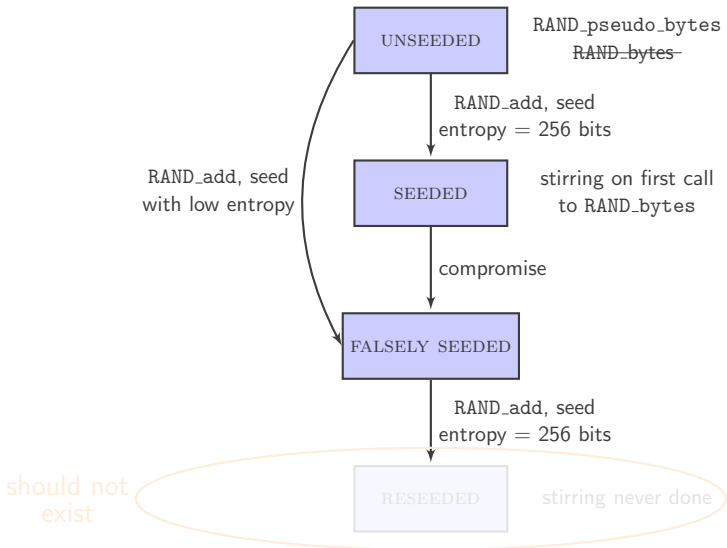 UNSEEDED
RAND_pseudo_bytes
RAND_bytes
RAND_add, seed
entropy = 256 bits
RAND_add, seed
with low entropy
SEEDED
stirring on first call
to RAND_bytes
compromise
FALSELY SEEDED
RAND_add, seed
entropy = 256 bits
should not
exist
RESEEDED
stirring never done